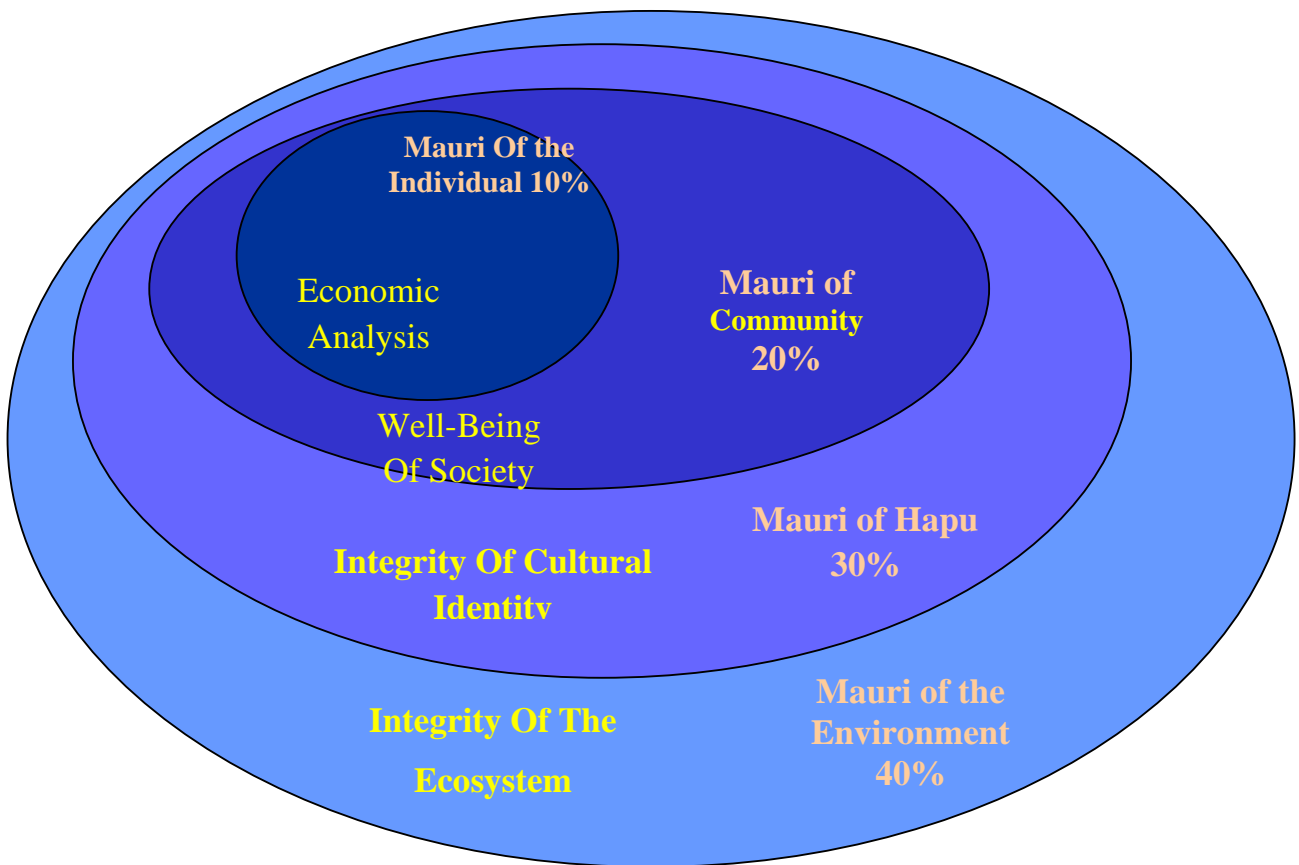 Mauri Of the
Individual 10%
Economic
Analysis
Mauri of
Community
20%
Well-Being
Of Society
Mauri of Hapu
30%
Integrity Of Cultural
Identity
Mauri of the
Environment
40%
Integrity Of The
Ecosystem